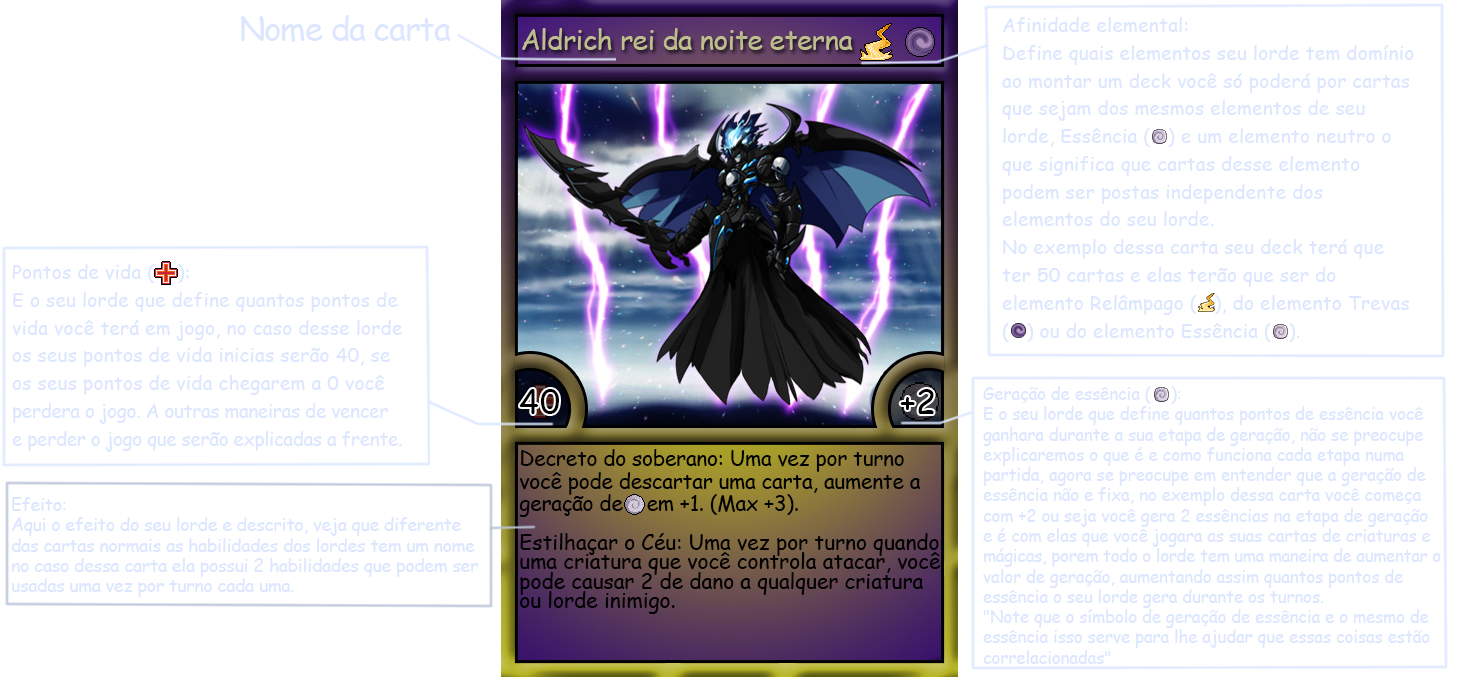 Nome da carta
Aldrich rei da noite eterna
Afinidade elemental:
Define quais elementos seu lorde tem domínio
ao montar um deck você só poderá por cartas
que sejam dos mesmos elementos de seu
lorde, Essência ( ) e um elemento neutro o
que significa que cartas desse elemento
podem ser postas independente dos
elementos do seu lorde.
No exemplo dessa carta seu deck terá que
ter 50 cartas e elas terão que ser do
elemento Relâmpago ( ), do elemento Trevas
( ) ou do elemento Essência ( ).
Pontos de vida ( ):
E o seu lorde que define quantos pontos de
vida você terá em jogo, no caso desse lorde
os seus pontos de vida inicias serão 40, se
os seus pontos de vida chegarem a 0 você
perdera o jogo. A outras maneiras de vencer
e perder o jogo que serão explicadas a frente.
40
+2
Geração de essência ( ):
E o seu lorde que define quantos pontos de essência você
ganhara durante a sua etapa de geração, não se preocupe
explicaremos o que é e como funciona cada etapa numa
partida, agora se preocupe em entender que a geração de
essência não e fixa, no exemplo dessa carta você começa
com +2 ou seja você gera 2 essências na etapa de geração
e é com elas que você jogara as suas cartas de criaturas e
mágicas, porem todo o lorde tem uma maneira de aumentar o
valor de geração, aumentando assim quantos pontos de
essência o seu lorde gera durante os turnos.
"Note que o símbolo de geração de essência e o mesmo de
essência isso serve para lhe ajudar que essas coisas estão
correlacionadas"
Efeito:
Aqui o efeito do seu lorde e descrito, veja que diferente
das cartas normais as habilidades dos lordes tem um nome
no caso dessa carta ela possui 2 habilidades que podem ser
usadas uma vez por turno cada uma.
Decreto do soberano: Uma vez por turno
você pode descartar uma carta, aumente a
geração de em +1. (Max +3).
Estilhaçar o Céu: Uma vez por turno quando
uma criatura que você controla atacar, você
pode causar 2 de dano a qualquer criatura
ou lorde inimigo.